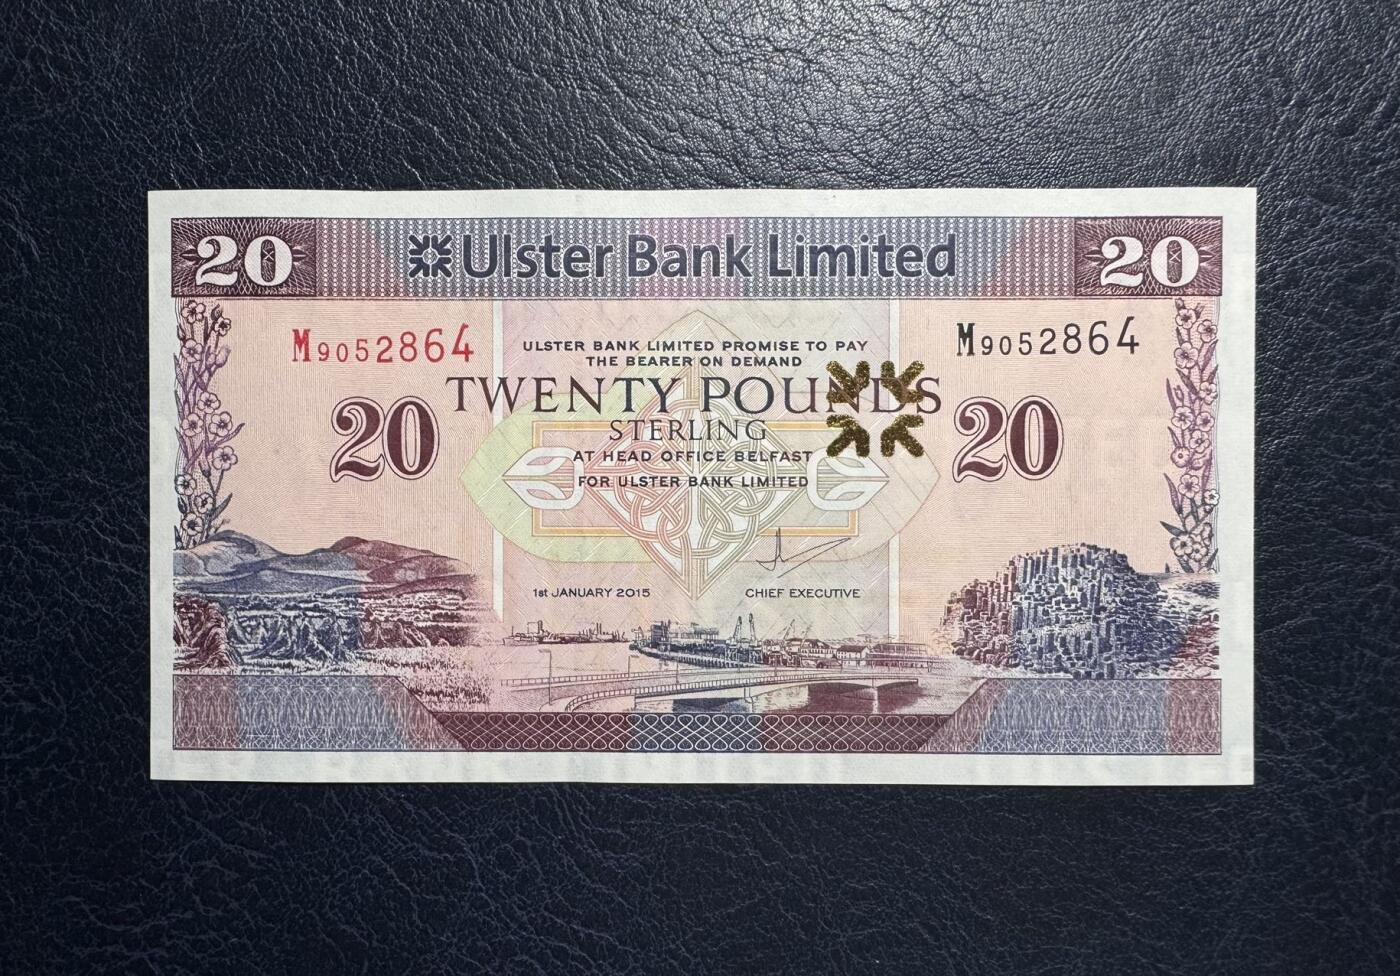 20 Ulster Bank Limited 20
M9052864 M9052864
ULSTER BANK LIMITED PROMISE TO PAY
THE BEARER ON DEMAND
TWENTY POUNDS
20 STERLING 20
AT HEAD OFFICE BELFAST
FOR ULSTER BANK LIMITED
1st JANUARY 2015 CHIEF EXECUTIVE